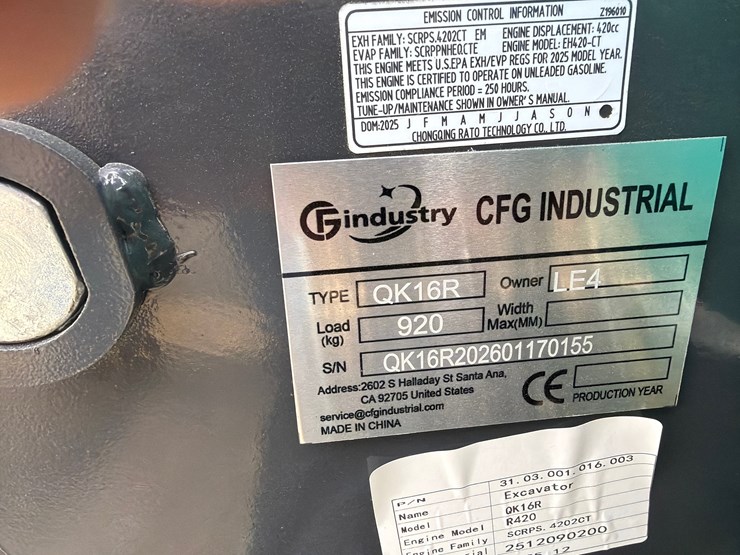 EMISSION CONTROL INFORMATION Z196010
EXH FAMILY: SCRPS.4202CT EM ENGINE DISPLACEMENT: 420cc
EVAP FAMILY: SCRPPNHEQCTE ENGINE MODEL: EH420-CT
THIS ENGINE MEETS U.S.EPA EXH/EVP REGS FOR 2025 MODEL YEAR.
THIS ENGINE IS CERTIFIED TO OPERATE ON UNLEADED GASOLINE.
EMISSION COMPLIANCE PERIOD = 250 HOURS.
TUNE-UP/MAINTENANCE SHOWN IN OWNER'S MANUAL.
DOM:2025 J F M A M J J A S O N
CHONGQING RATO TECHNOLOGY CO., LTD.
CFGindustry CFG INDUSTRIAL
TYPE QK16R Owner LE4
Load (kg) 920 Width Max(MM)
S/N QK16R202601170155
Address:2602 S Halladay St Santa Ana,
CA 92705 United States
service@cfgindustrial.com
MADE IN CHINA
CE PRODUCTION YEAR
P/N 31.03.001.016.003
Name Excavator
Model QK16R
Engine Model R420
Engine Family SCRPS.4202CT
2512090200